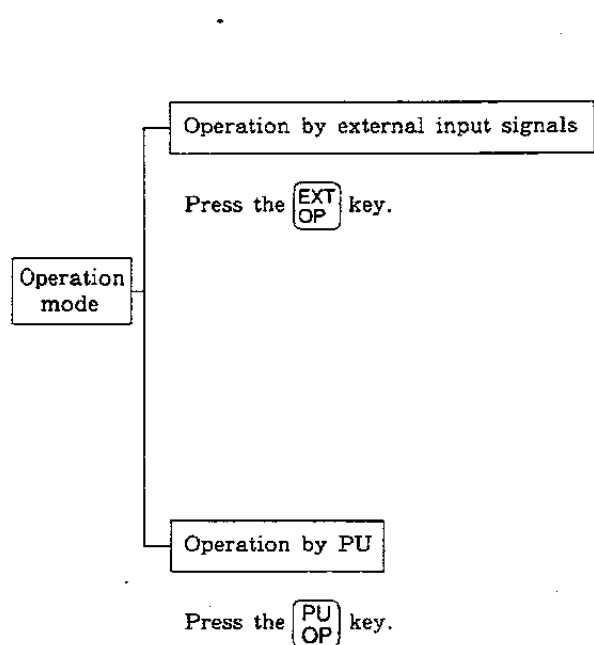 Operation by external input signals
Press the EXT OP key.
Operation
mode
Operation by PU
Press the PU OP key.